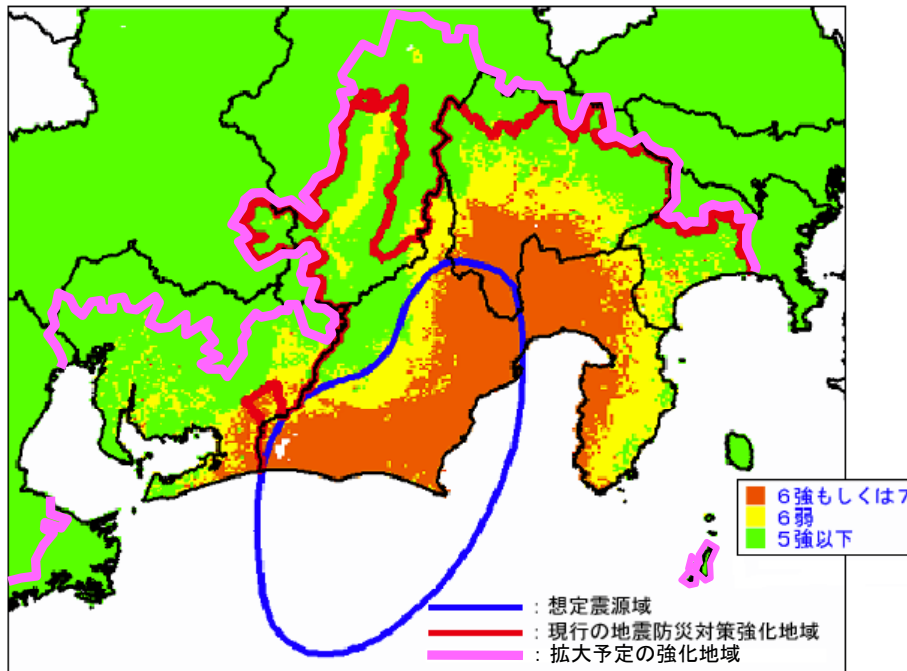 6強もしくは7
6弱
5強以下
：想定震源域
：現行の地震防災対策強化地域
：拡大予定の強化地域